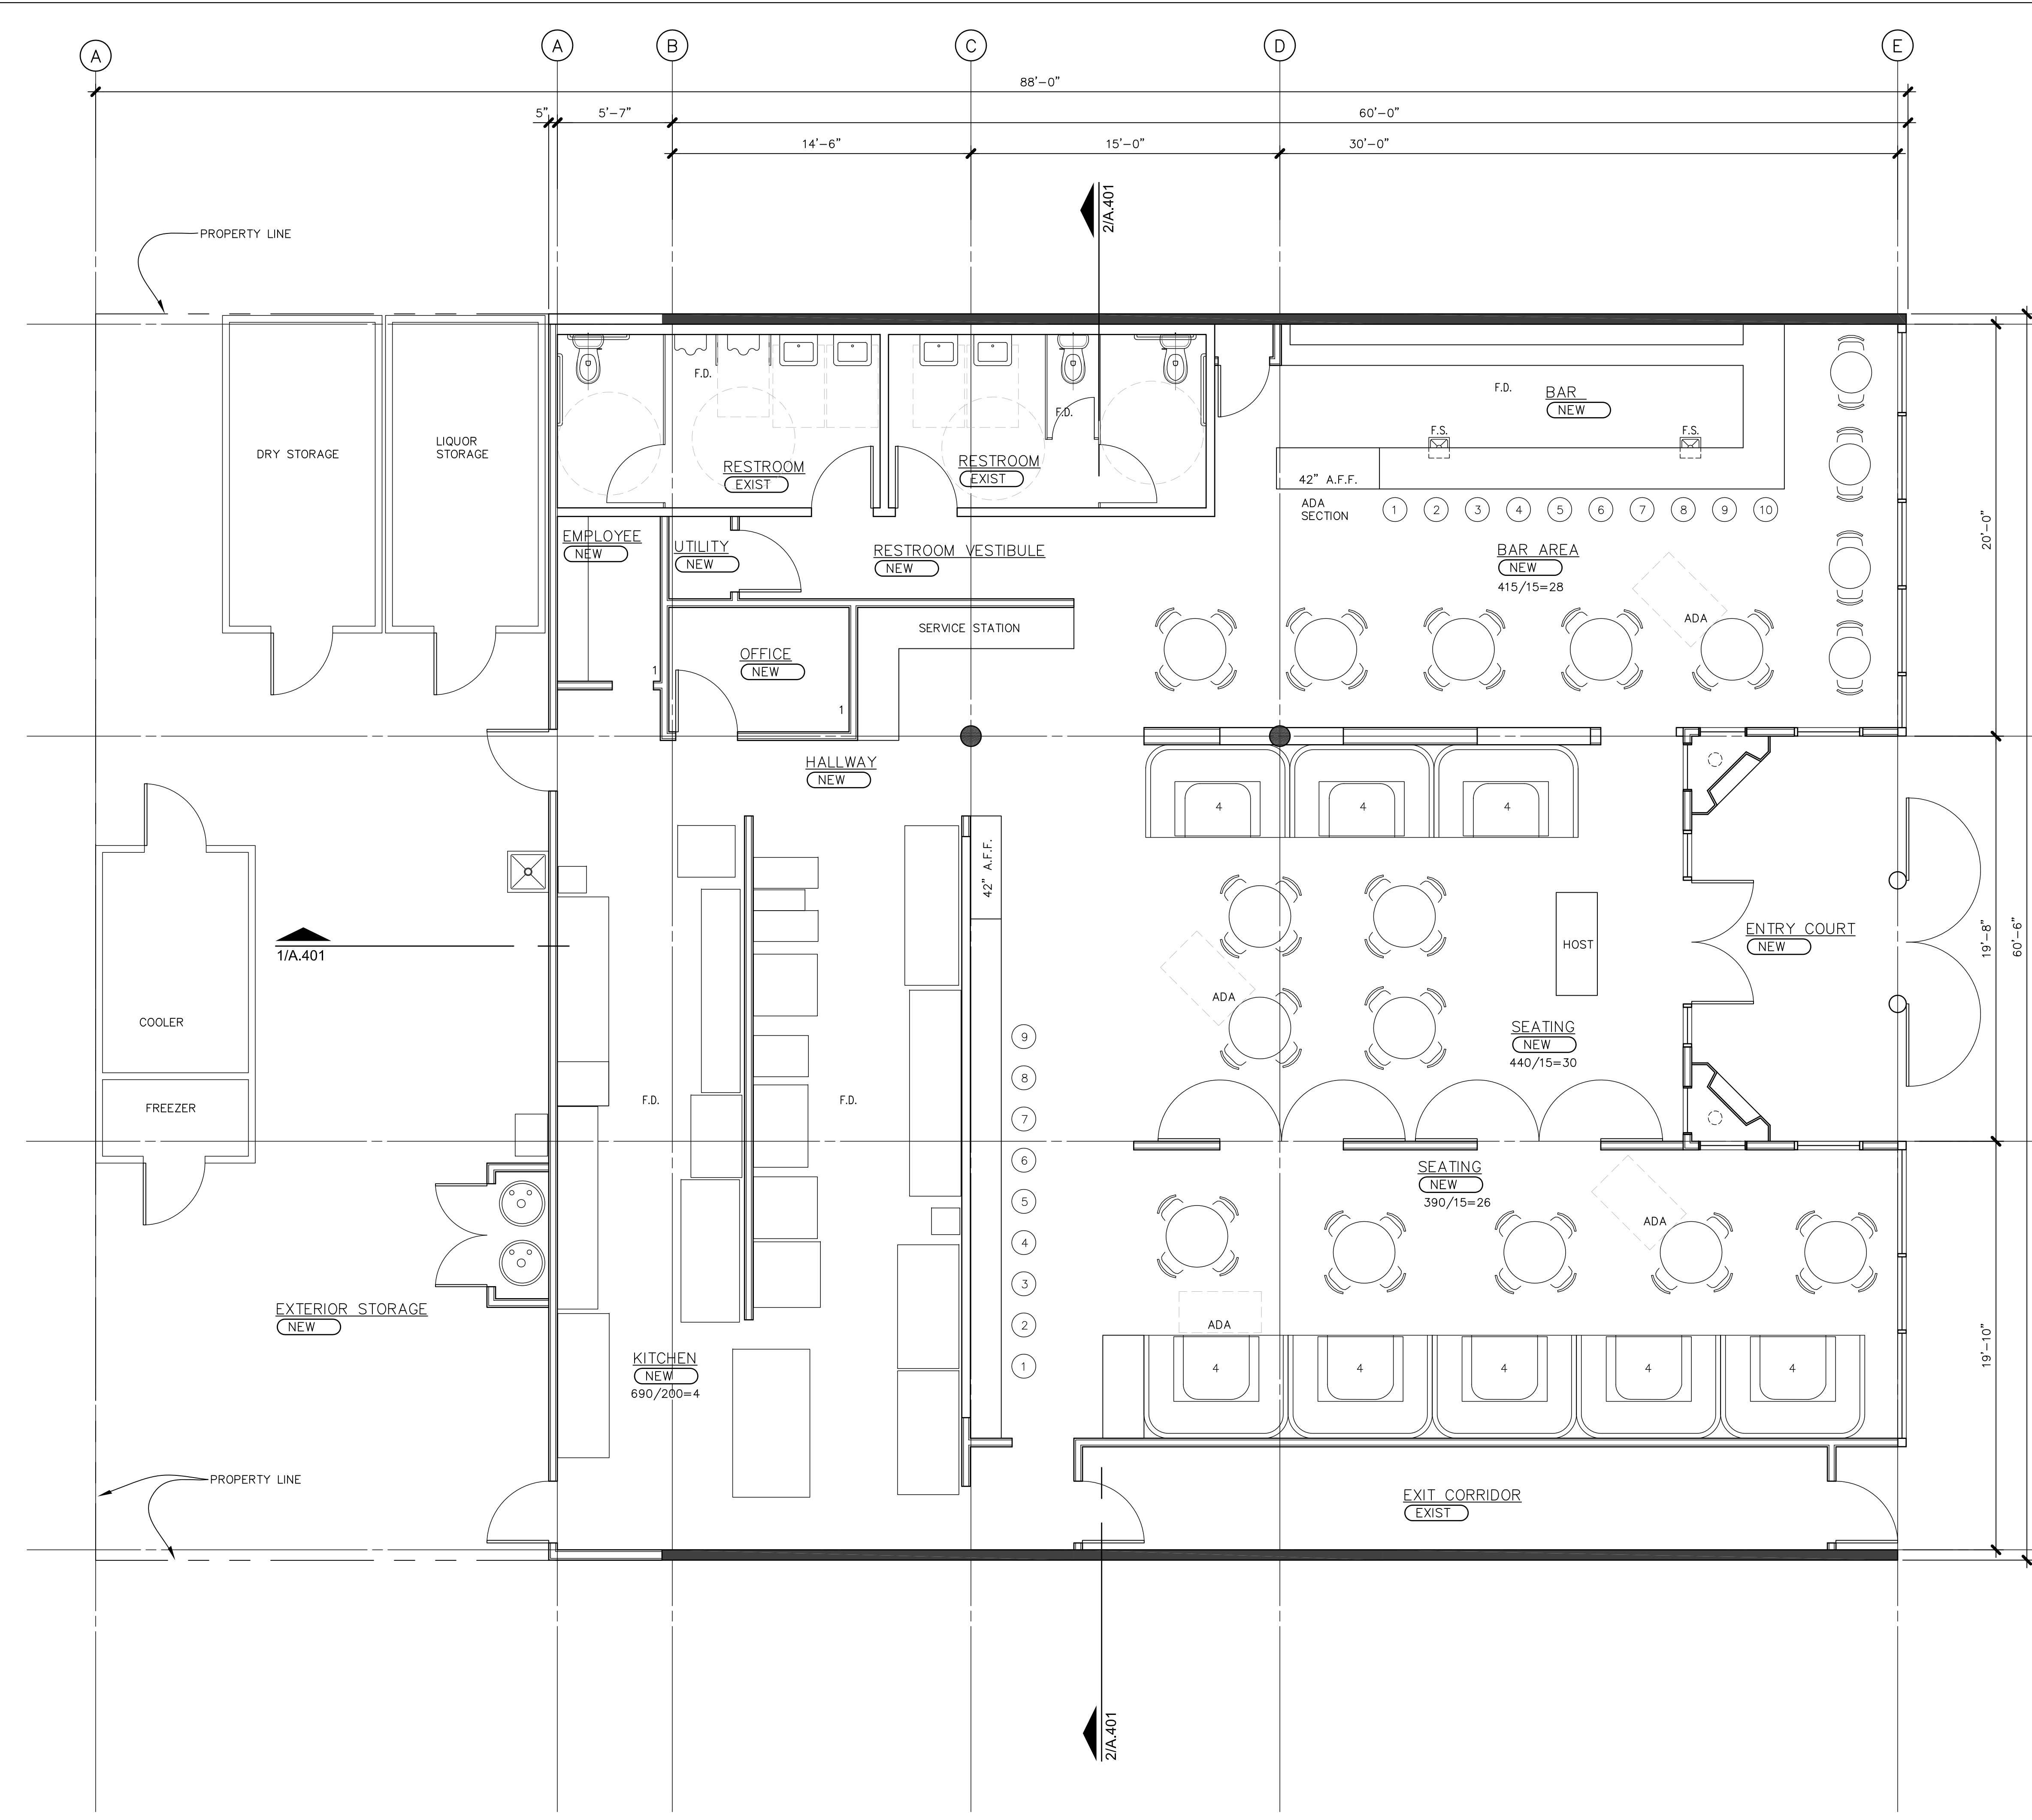 A
A
B
C
D
E
88'-0"
5"
5'-7"
60'-0"
14'-6"
15'-0"
30'-0"
2/A.401
PROPERTY LINE
DRY STORAGE
LIQUOR
STORAGE
F.D.
RESTROOM
EXIST
F.D.
RESTROOM
EXIST
F.D.
BAR
NEW
F.S.
F.S.
42" A.F.F.
ADA
SECTION
1
2
3
4
5
6
7
8
9
10
EMPLOYEE
NEW
UTILITY
NEW
RESTROOM VESTIBULE
NEW
BAR AREA
NEW
415/15=28
ADA
20'-0"
SERVICE STATION
OFFICE
NEW
1
1
HALLWAY
NEW
4
4
4
42" A.F.F.
HOST
ENTRY COURT
NEW
19'-8"
60'-6"
1/A.401
ADA
COOLER
FREEZER
F.D.
F.D.
SEATING
NEW
440/15=30
9
8
7
6
5
4
3
2
1
SEATING
NEW
390/15=26
ADA
ADA
19'-10"
EXTERIOR STORAGE
NEW
KITCHEN
NEW
690/200=4
4
4
4
4
4
PROPERTY LINE
EXIT CORRIDOR
EXIST
2/A.401